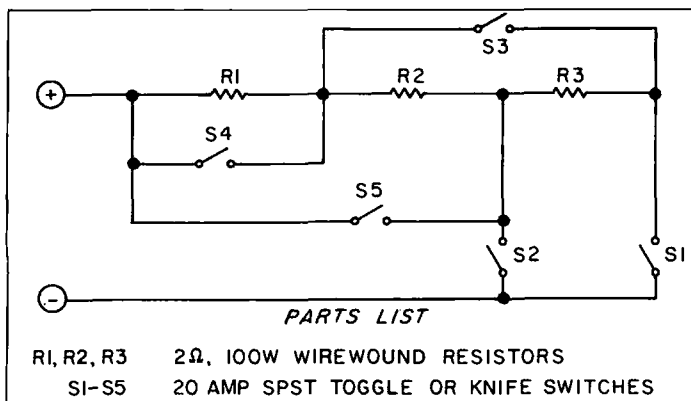 S3
R1 R2 R3
+
S4
S5
S2 S1
−
PARTS LIST
R1, R2, R3 2Ω, 100W WIREWOUND RESISTORS
S1-S5 20 AMP SPST TOGGLE OR KNIFE SWITCHES